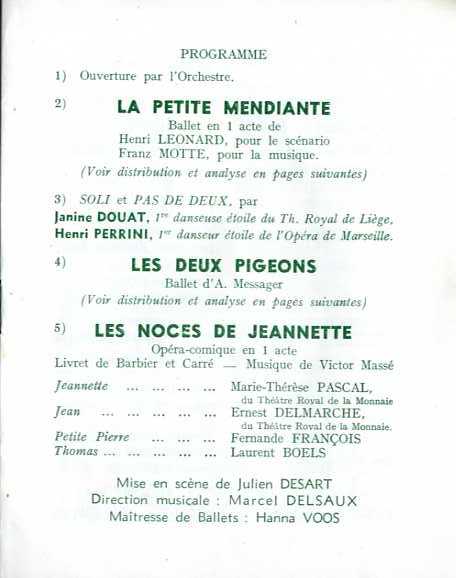 PROGRAMME
1) Ouverture par l'Orchestre.
2) LA PETITE MENDIANTE
Ballet en 1 acte de
Henri LEONARD, pour le scénario
Franz MOTTE, pour la musique.
(Voir distribution et analyse en pages suivantes)
3) SOLI et PAS DE DEUX, par
Janine DOUAT, 1re danseuse étoile du Th. Royal de Liège.
Henri PERRINI, 1er danseur étoile de l'Opéra de Marseille.
4) LES DEUX PIGEONS
Ballet d'A. Messager
(Voir distribution et analyse en pages suivantes)
5) LES NOCES DE JEANNETTE
Opéra-comique en 1 acte
Livret de Barbier et Carré — Musique de Victor Massé
Jeannette ... ... ... ... Marie-Thérèse PASCAL,
du Théâtre Royal de la Monnaie
Jean ... ... ... ... ... Ernest DELMARCHE,
du Théâtre Royal de la Monnaie.
Petite Pierre ... ... ... Fernande FRANÇOIS
Thomas ... ... ... ... ... Laurent BOELS
Mise en scène de Julien DESART
Direction musicale : Marcel DELSAUX
Maîtresse de Ballets : Hanna VOOS